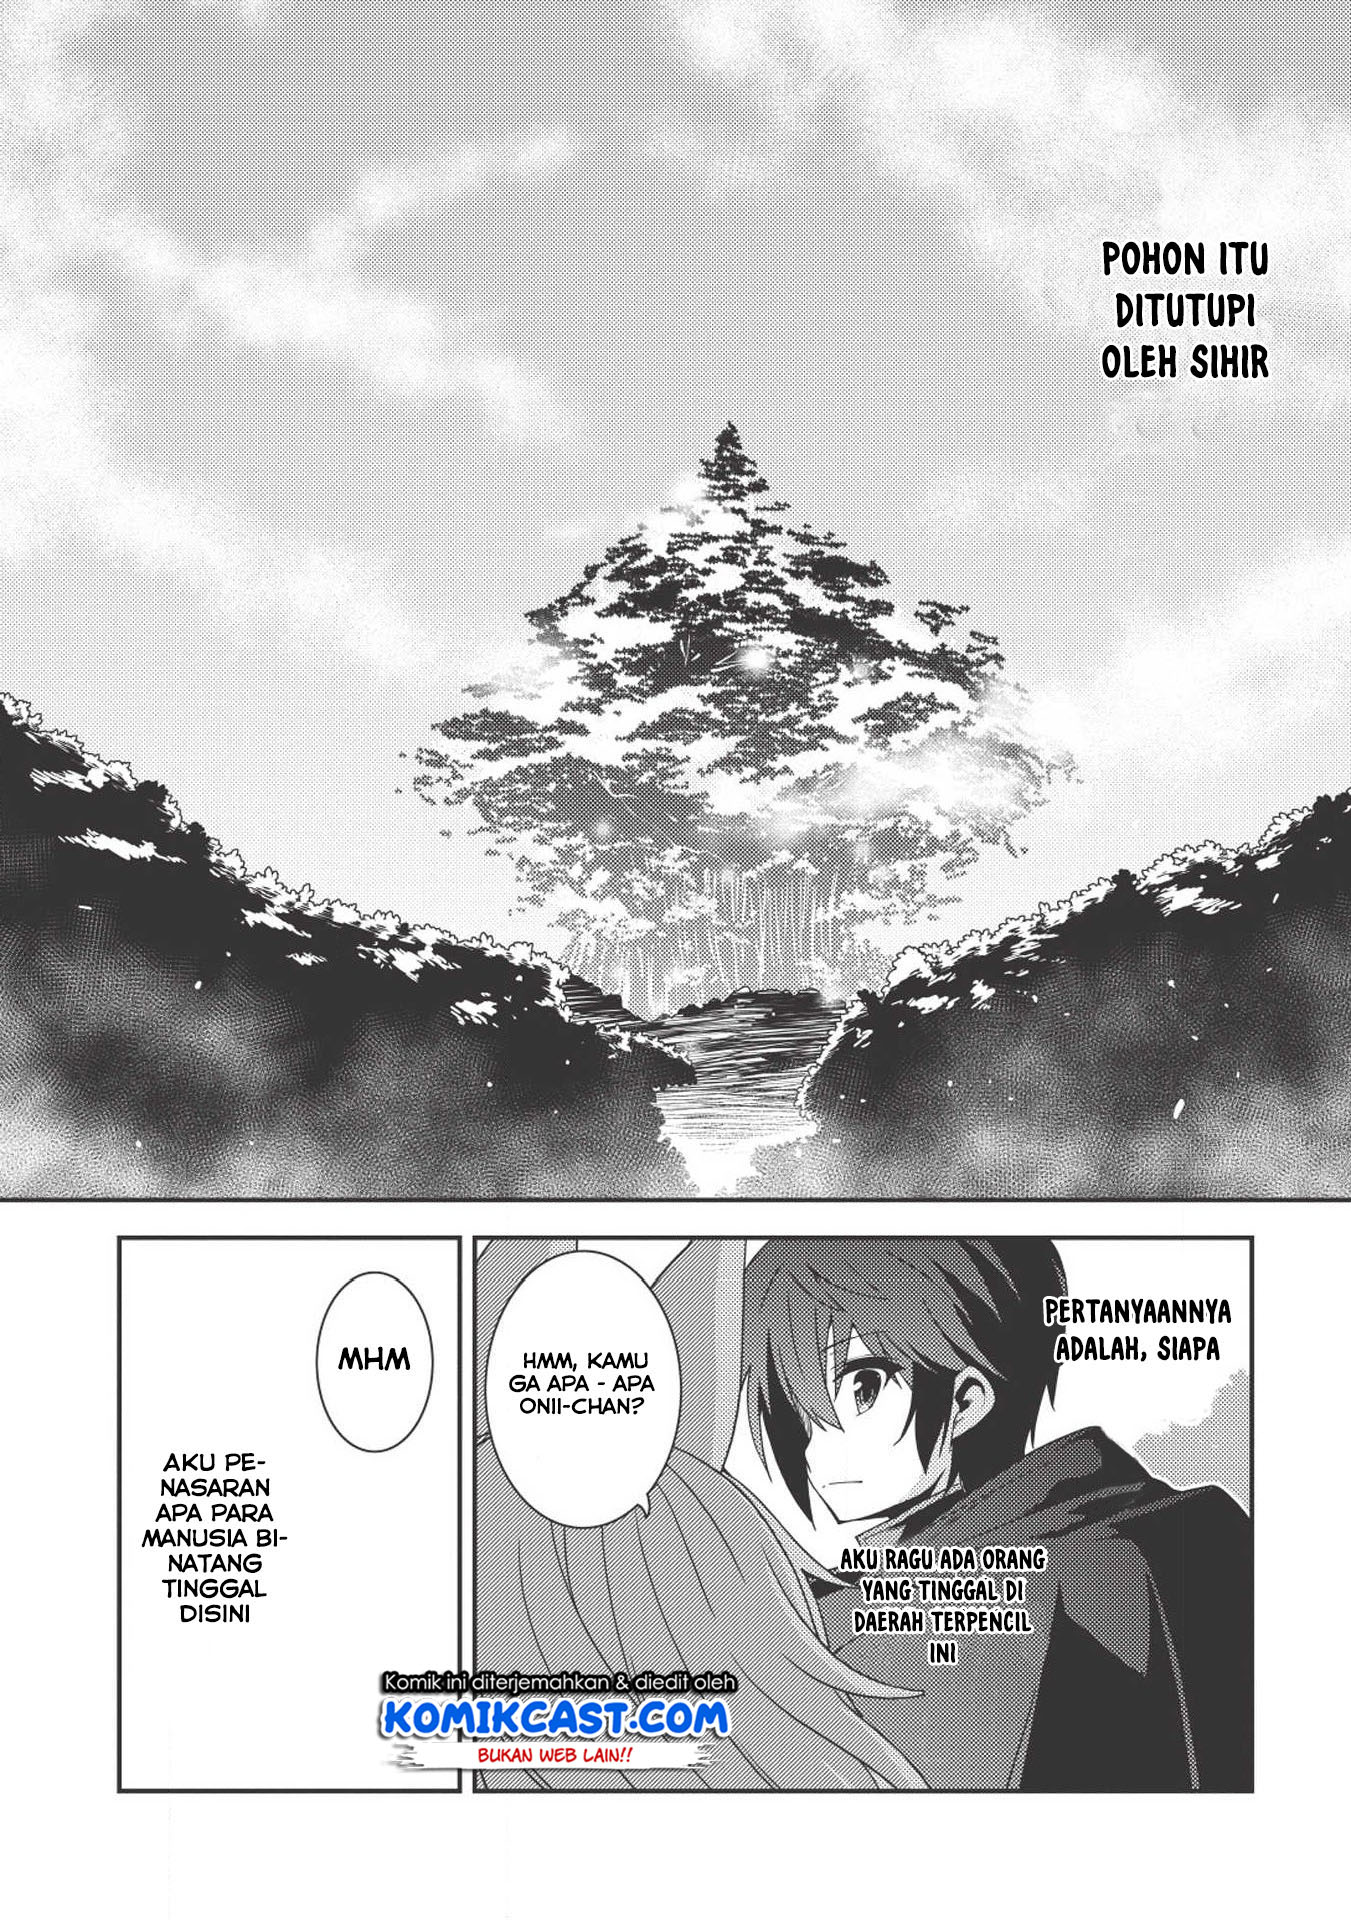 POHON ITU
DITUTUPI
OLEH SIHIR
PERTANYAANNYA
ADALAH, SIAPA
HMM, KAMU
GA APA - APA
ONII-CHAN?
AKU RAGU ADA ORANG
YANG TINGGAL DI
DAERAH TERPENCIL
INI
MHM
AKU PE-
NASARAN
APA PARA
MANUSIA BI-
NATANG
TINGGAL
DISINI
Komik ini diterjemahkan & diedit oleh
KOMIKCAST.COM
BUKAN WEB LAIN!!